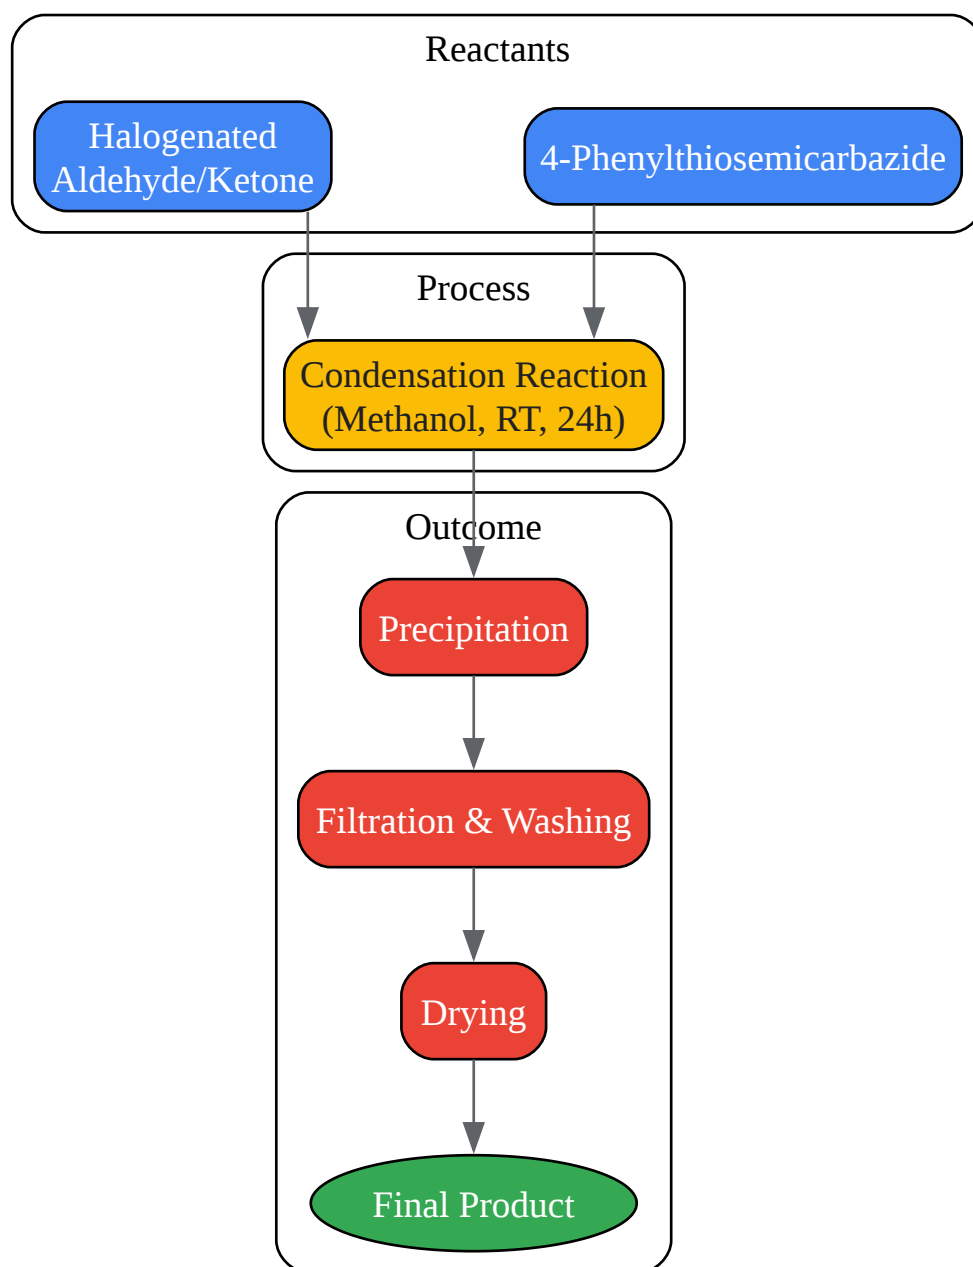 Reactants
Halogenated
Aldehyde/Ketone
4-Phenylthiosemicarbazide
Process
Condensation Reaction
(Methanol, RT, 24h)
Outcome
Precipitation
Filtration & Washing
Drying
Final Product